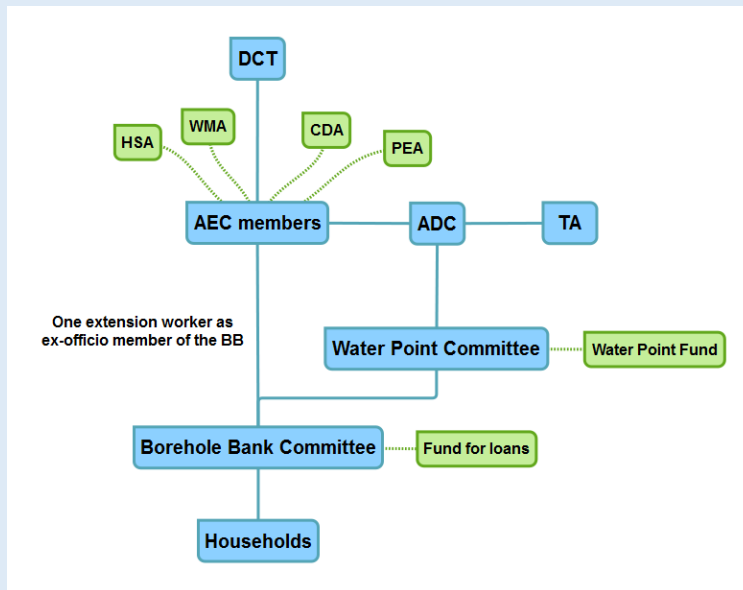 DCT
WMA
CDA
HSA
PEA
AEC members
ADC
TA
One extension worker as
ex-officio member of the BB
Water Point Committee
Water Point Fund
Borehole Bank Committee
Fund for loans
Households